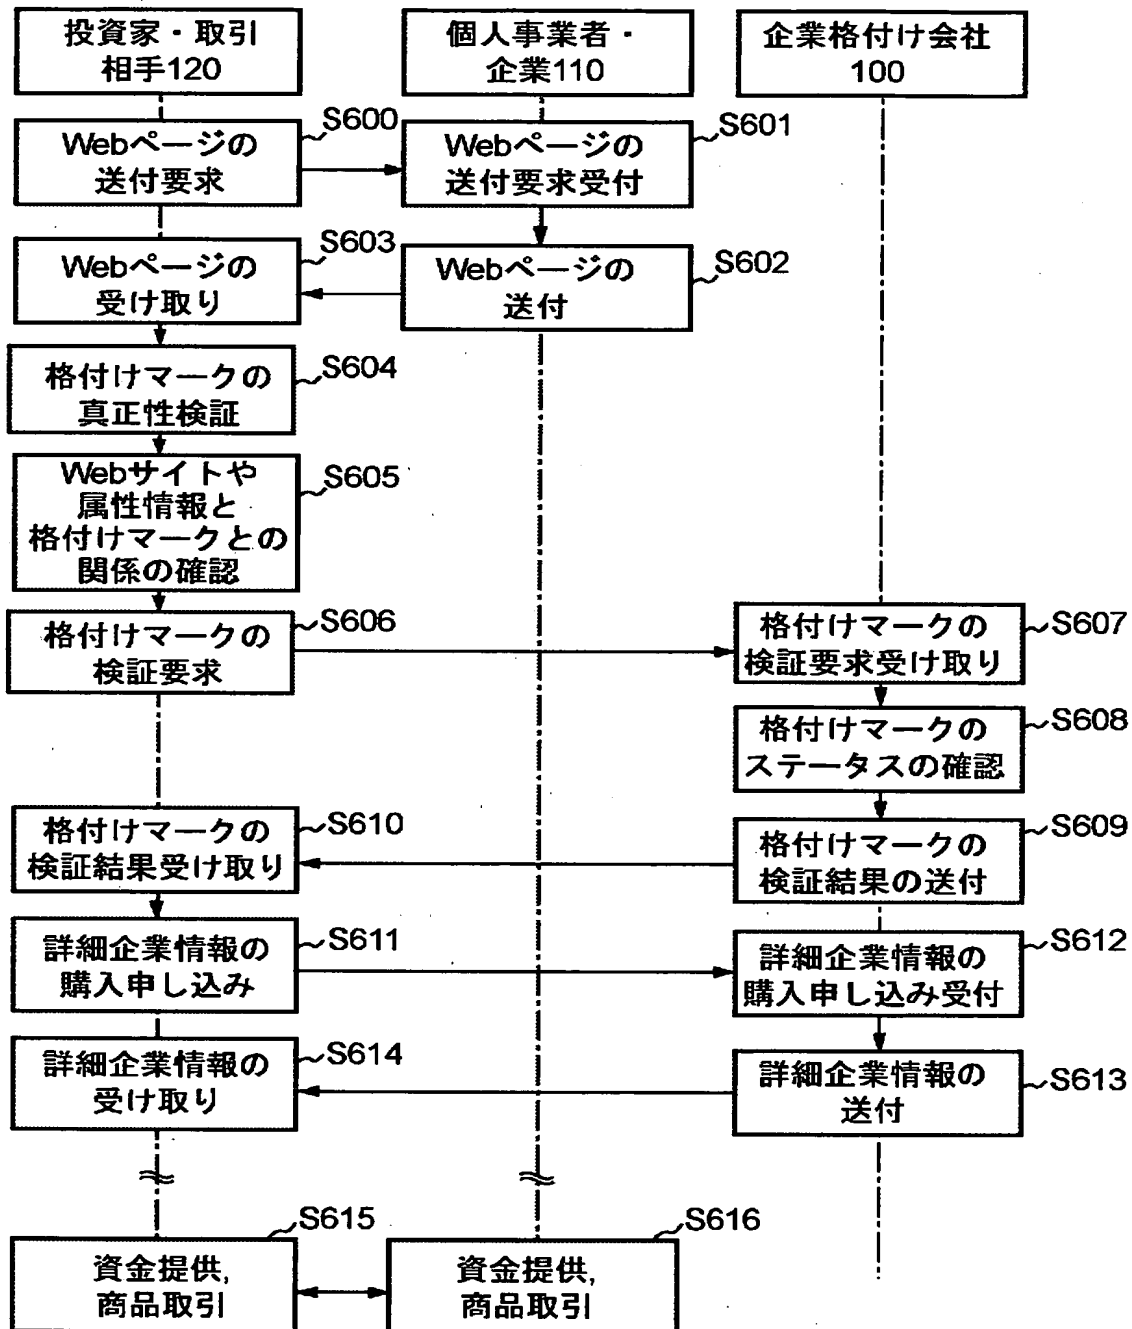 投資家・取引
相手120
個人事業者・
企業110
企業格付け会社
100
S600
Webページの
送付要求
S601
Webページの
送付要求受付
S603
Webページの
受け取り
S602
Webページの
送付
S604
格付けマークの
真正性検証
S605
Webサイトや
属性情報と
格付けマークとの
関係の確認
S606
格付けマークの
検証要求
S607
格付けマークの
検証要求受け取り
S608
格付けマークの
ステータスの確認
S610
格付けマークの
検証結果受け取り
S609
格付けマークの
検証結果の送付
S611
詳細企業情報の
購入申し込み
S612
詳細企業情報の
購入申し込み受付
S614
詳細企業情報の
受け取り
S613
詳細企業情報の
送付
S615
資金提供,
商品取引
S616
資金提供,
商品取引